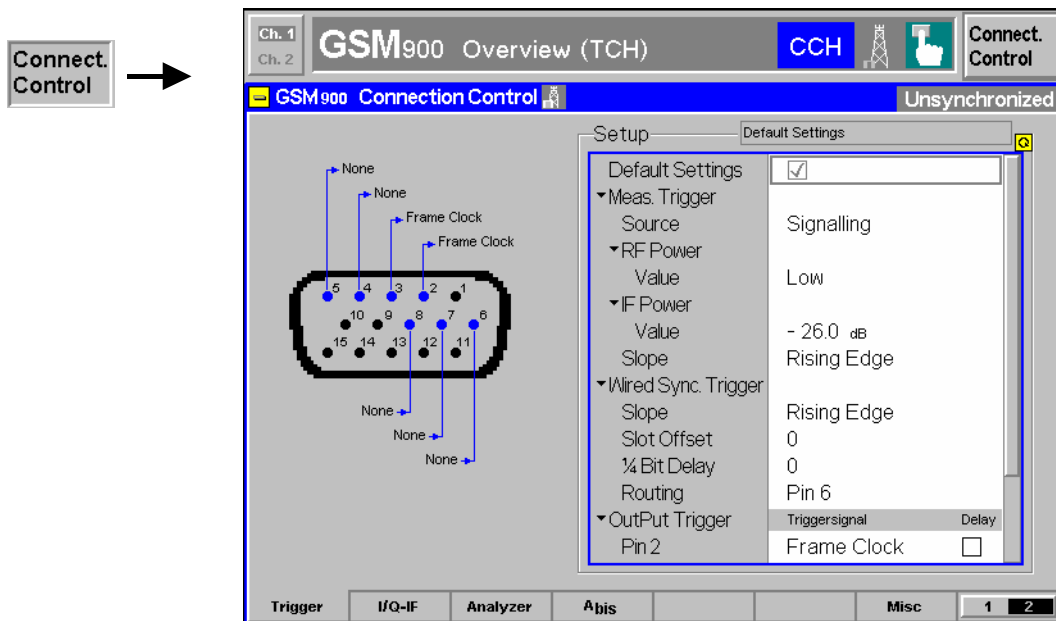 Connect.
Control
Ch. 1
Ch. 2
GSM900 Overview (TCH)
CCH
Connect.
Control
GSM900 Connection Control
Unsynchronized
Setup
Default Settings
None
None
Frame Clock
Frame Clock
5 4 3 2 1
10 9 8 7 6
15 14 13 12 11
None
None
None
Default Settings
Meas. Trigger
Source Signalling
RF Power
Value Low
IF Power
Value - 26.0 dB
Slope Rising Edge
Wired Sync. Trigger
Slope Rising Edge
Slot Offset 0
¼ Bit Delay 0
Routing Pin 6
OutPut Trigger Triggersignal Delay
Pin 2 Frame Clock
Trigger I/Q-IF Analyzer Abis Misc 1 2